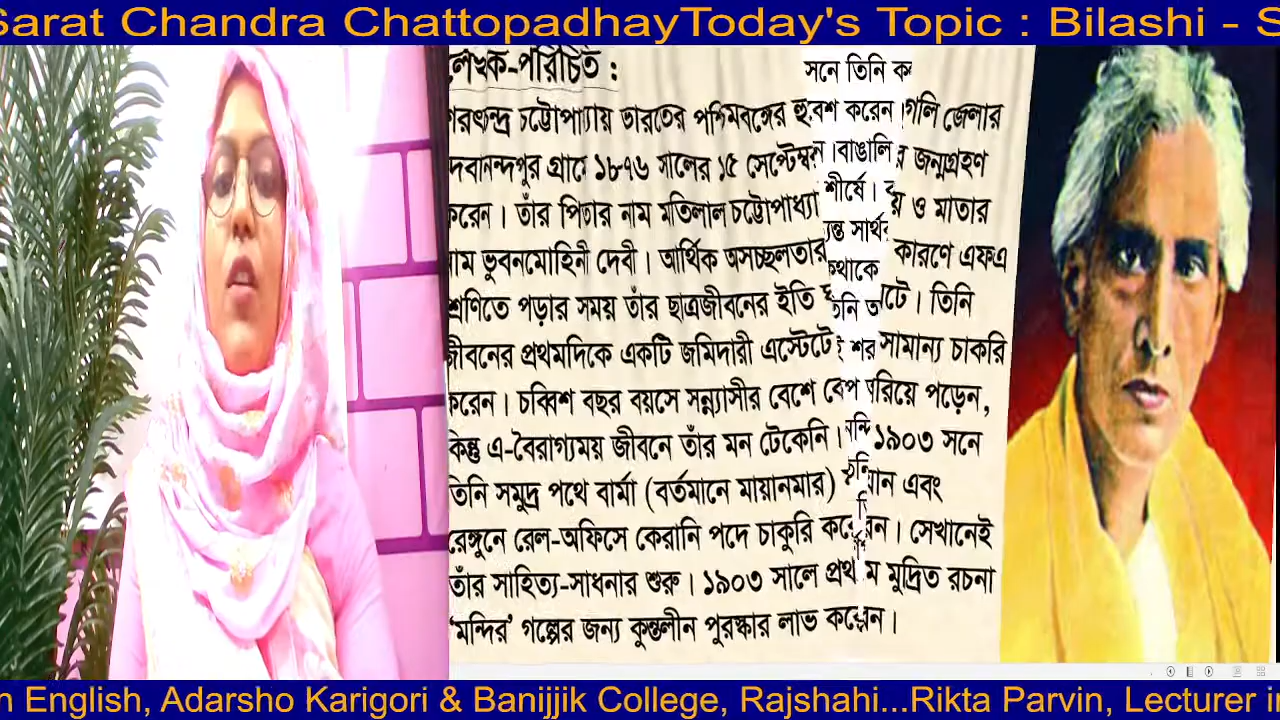 Sarat Chandra ChattopadhayToday's Topic : Bilashi - S
লেখক-পরিচিতি :
শরৎচন্দ্র চট্টোপাধ্যায় ভারতের পশ্চিমবঙ্গের হুগলি জেলার
দেবানন্দপুর গ্রামে ১৮৭৬ সালের ১৫ সেপ্টেম্বর জন্মগ্রহণ
করেন। তাঁর পিতার নাম মতিলাল চট্টোপাধ্যায় ও মাতার
নাম ভুবনমোহিনী দেবী। আর্থিক অসচ্ছলতার কারণে এফএ
শ্রেণিতে পড়ার সময় তাঁর ছাত্রজীবনের ইতি ঘটে। তিনি
জীবনের প্রথমদিকে একটি জমিদারী এস্টেটে সামান্য চাকরি
করেন। চব্বিশ বছর বয়সে সন্ন্যাসীর বেশে বেরিয়ে পড়েন,
কিন্তু এ-বৈরাগ্যময় জীবনে তাঁর মন টেকেনি। ১৯০৩ সনে
তিনি সমুদ্র পথে বার্মা (বর্তমানে মায়ানমার) যান এবং
রেঙ্গুনে রেল-অফিসে কেরানি পদে চাকুরি করেন। সেখানেই
তাঁর সাহিত্য-সাধনার শুরু। ১৯০৩ সালে প্রথম মুদ্রিত রচনা
'মন্দির' গল্পের জন্য কুন্তলীন পুরস্কার লাভ করেন।
সনে তিনি
করেন
বাঙালি
শীর্ষে।
n English, Adarsho Karigori & Banijjik College, Rajshahi...Rikta Parvin, Lecturer i